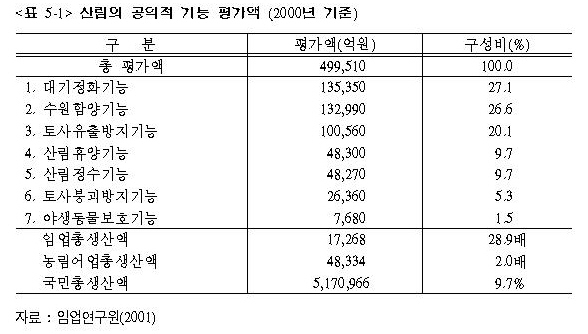 <표 5-1> 산림의 공익적 기능 평가액 (2000년 기준)
구 분 평가액(억원) 구성비(%)
총 평가액 499,510 100.0
1. 대기정화기능 135,350 27.1
2. 수원함양기능 132,990 26.6
3. 토사유출방지기능 100,560 20.1
4. 산림휴양기능 48,300 9.7
5. 산림정수기능 48,270 9.7
6. 토사붕괴방지기능 26,360 5.3
7. 야생동물보호기능 7,680 1.5
임업총생산액 17,268 28.9배
농림어업총생산액 48,334 2.0배
국민총생산액 5,170,966 9.7%
자료 : 임업연구원(2001)